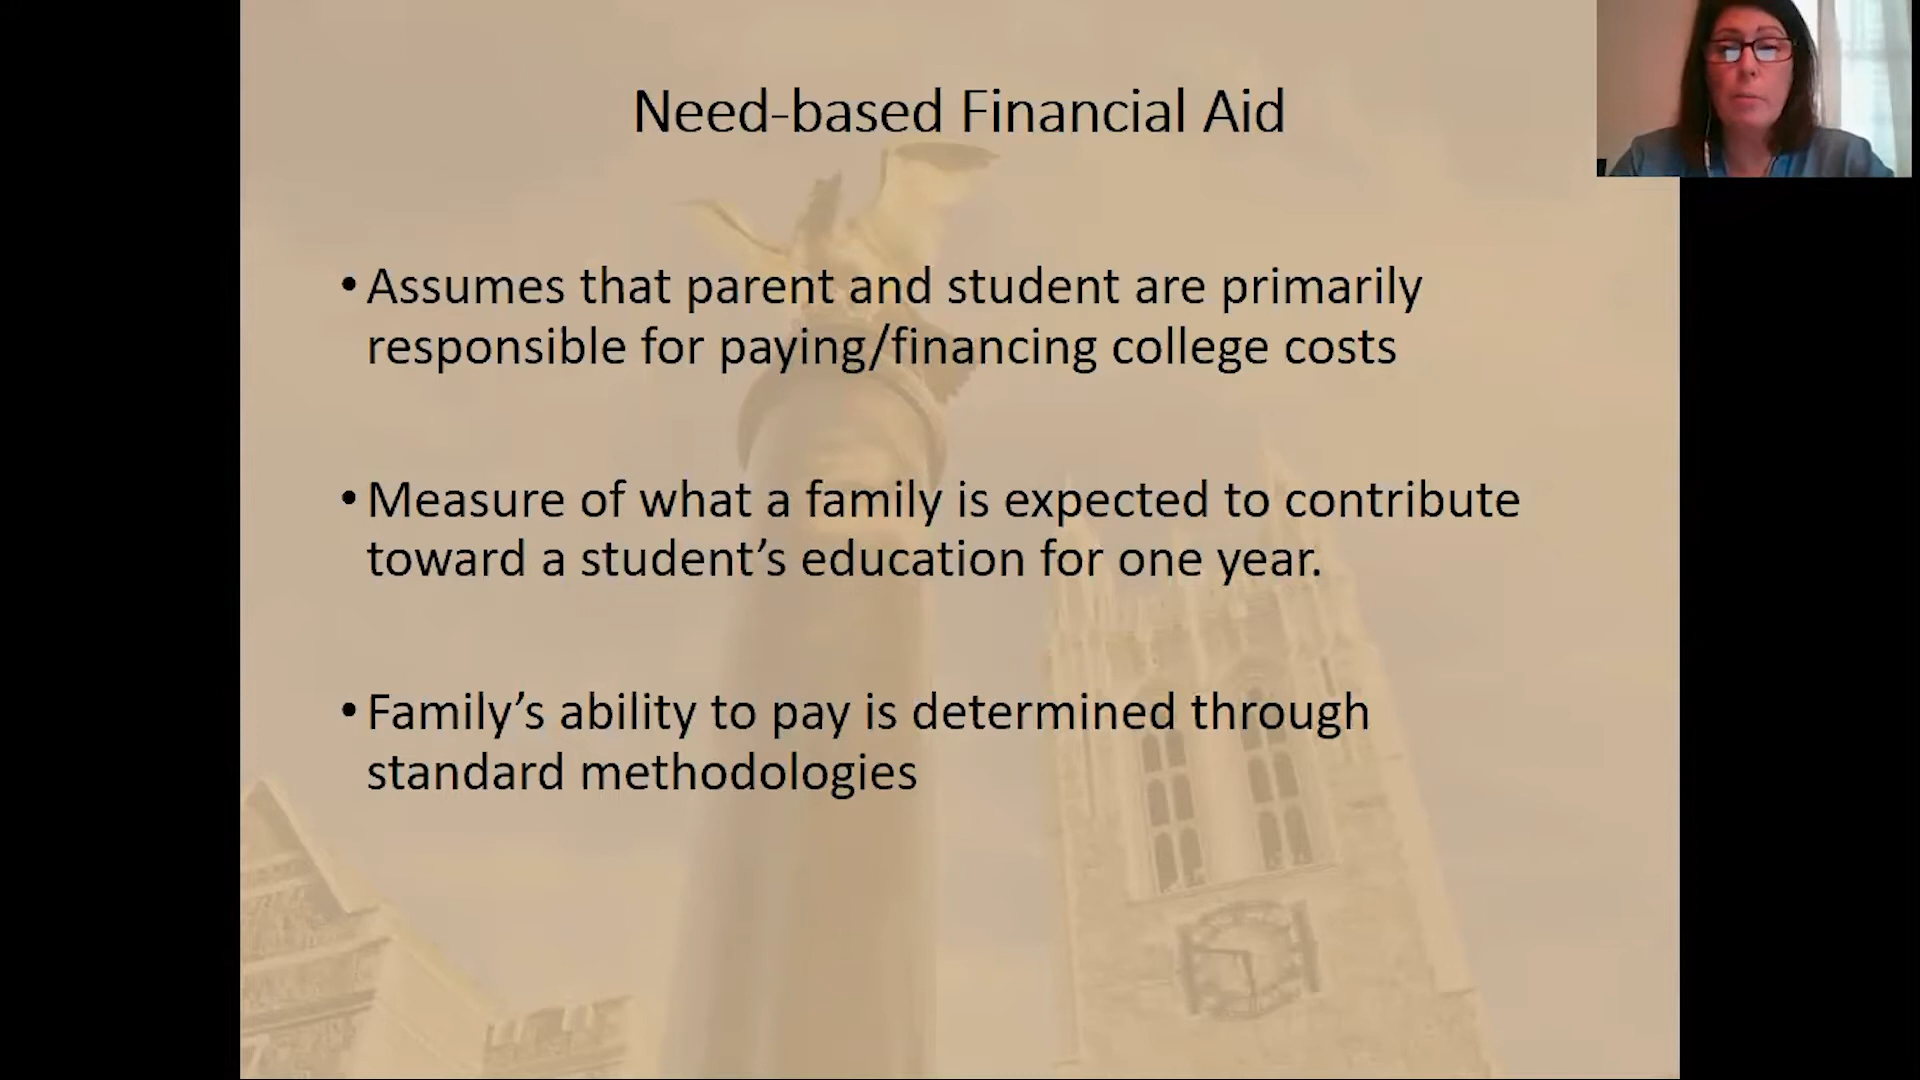 Need-based Financial Aid
• Assumes that parent and student are primarily
responsible for paying/financing college costs
• Measure of what a family is expected to contribute
toward a student’s education for one year.
• Family’s ability to pay is determined through
standard methodologies